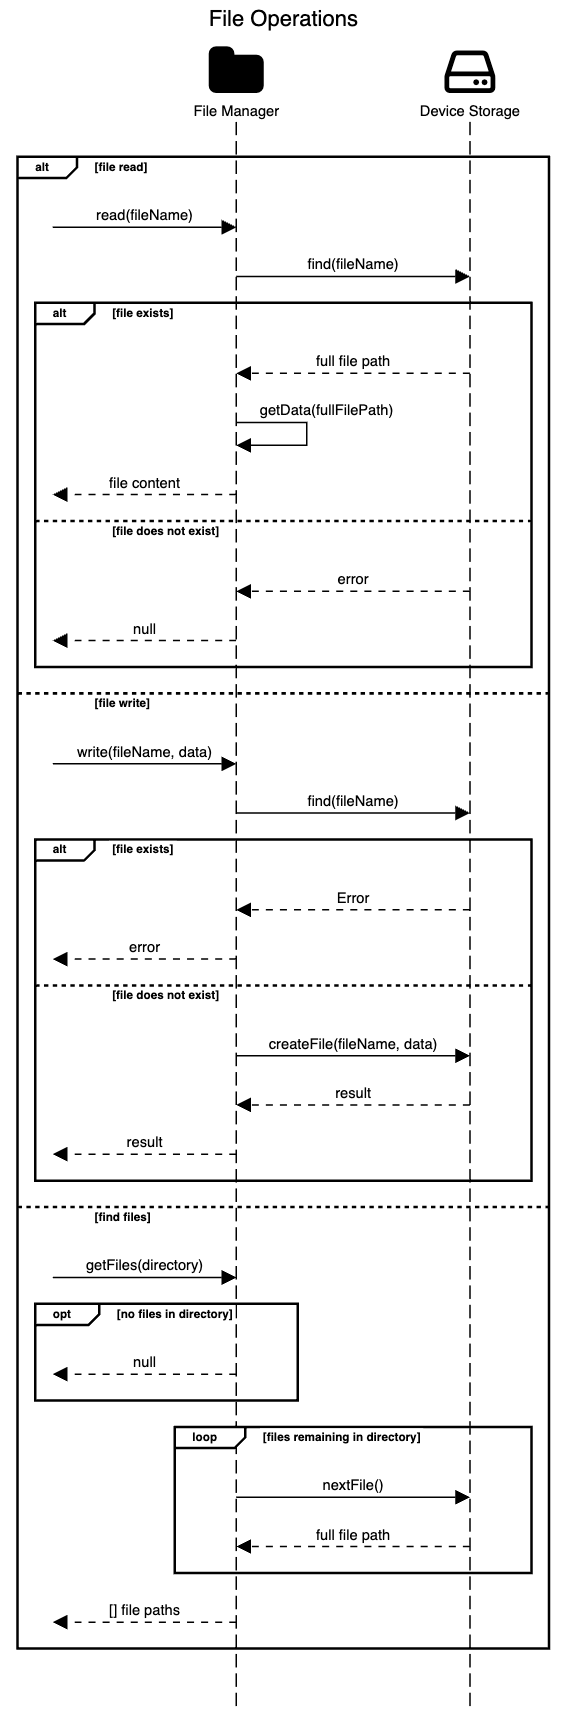 File Operations
File Manager
Device Storage
alt
[file read]
read(fileName)
find(fileName)
alt
[file exists]
full file path
getData(fullFilePath)
file content
[file does not exist]
error
null
[file write]
write(fileName, data)
find(fileName)
alt
[file exists]
Error
error
[file does not exist]
createFile(fileName, data)
result
result
[find files]
getFiles(directory)
opt
[no files in directory]
null
loop
[files remaining in directory]
nextFile()
full file path
[] file paths